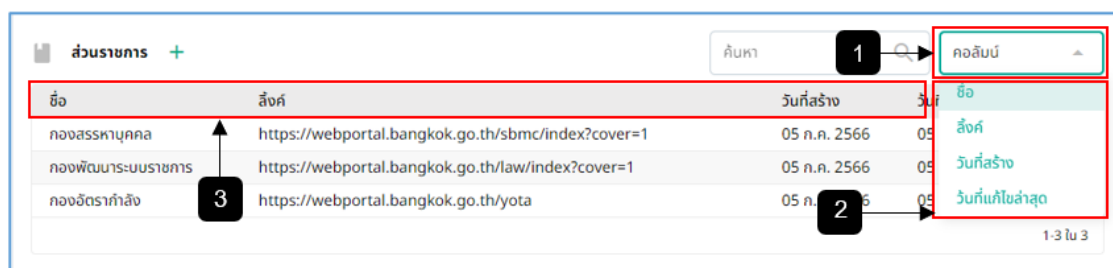 ส่วนราชการ +
ค้นหา
1
คอลัมน์
ชื่อ ลิ้งค์ วันที่สร้าง
ชื่อ
กองสรรหาบุคคล https://webportal.bangkok.go.th/sbmc/index?cover=1 05 ก.ค. 2566 05
ลิ้งค์
กองพัฒนาระบบราชการ https://webportal.bangkok.go.th/law/index?cover=1 05 ก.ค. 2566 05
วันที่สร้าง
กองอัตรากำลัง 3 https://webportal.bangkok.go.th/yota 05 ก. 2 6 05
วันที่แก้ไขล่าสุด
1-3 ใน 3